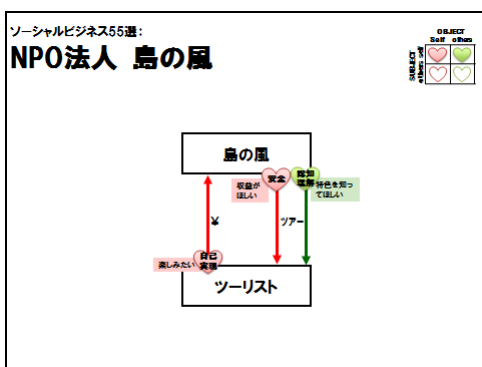 ソーシャルビジネス55選:
NPO法人 島の風
OBJECT
Self others
SUBJECT
others self
島の風
収益が
ほしい
安全
認知
理解
特色を知っ
てほしい
¥
ツアー
楽しみたい
自己
実現
ツーリスト